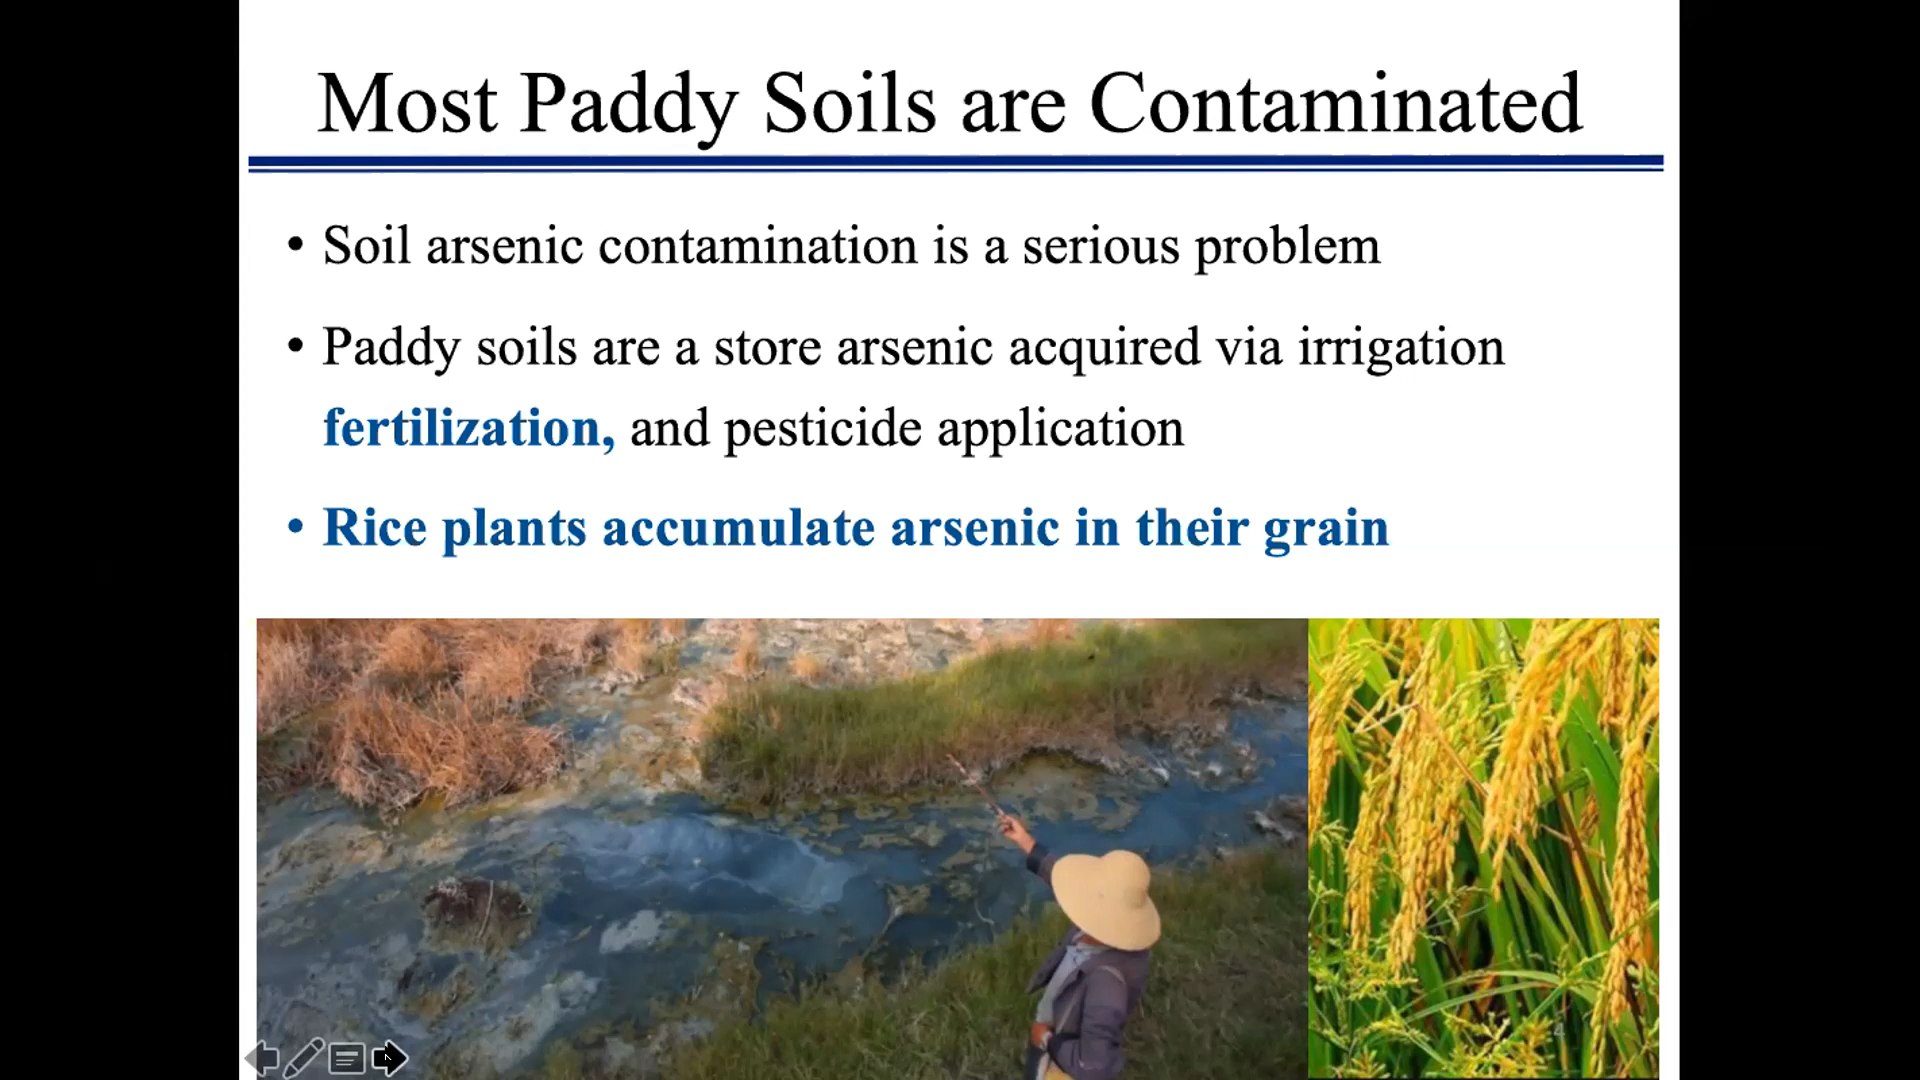 Most Paddy Soils are Contaminated
• Soil arsenic contamination is a serious problem
• Paddy soils are a store arsenic acquired via irrigation
fertilization, and pesticide application
• Rice plants accumulate arsenic in their grain
4